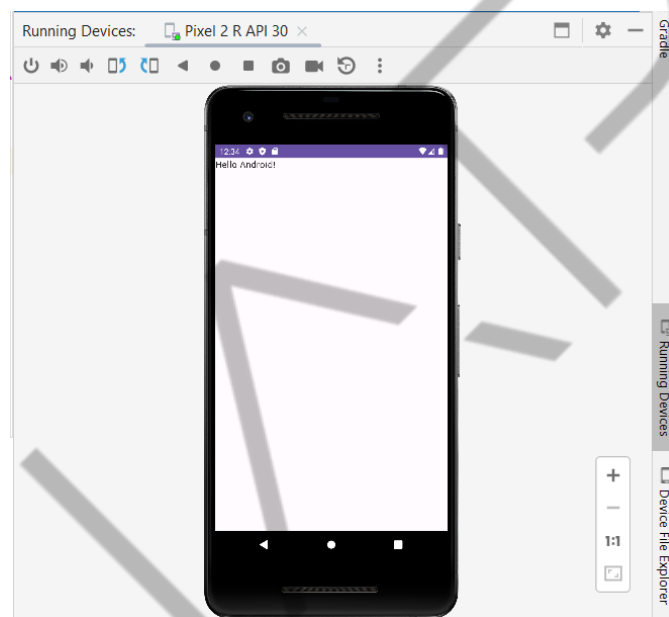 Running Devices: Pixel 2 R API 30
Gradle
12:34
Hello Android!
Running Devices
1:1
Device File Explorer